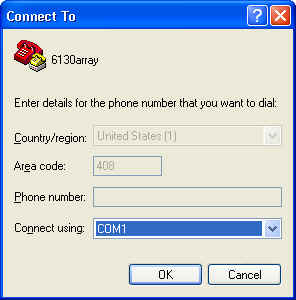 Connect To
6130array
Enter details for the phone number that you want to dial:
Country/region: United States (1)
Area code: 408
Phone number:
Connect using: COM1
OK Cancel